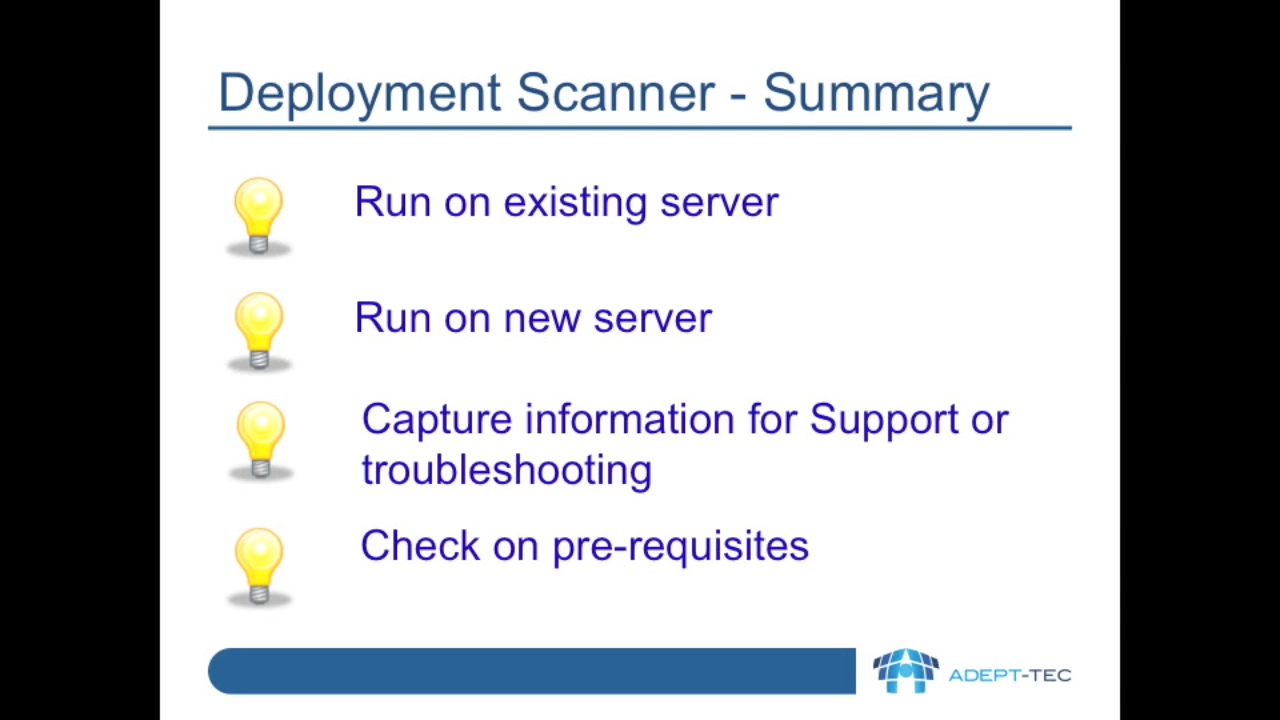 Deployment Scanner - Summary
Run on existing server
Run on new server
Capture information for Support or
troubleshooting
Check on pre-requisites
ADEPT-TEC